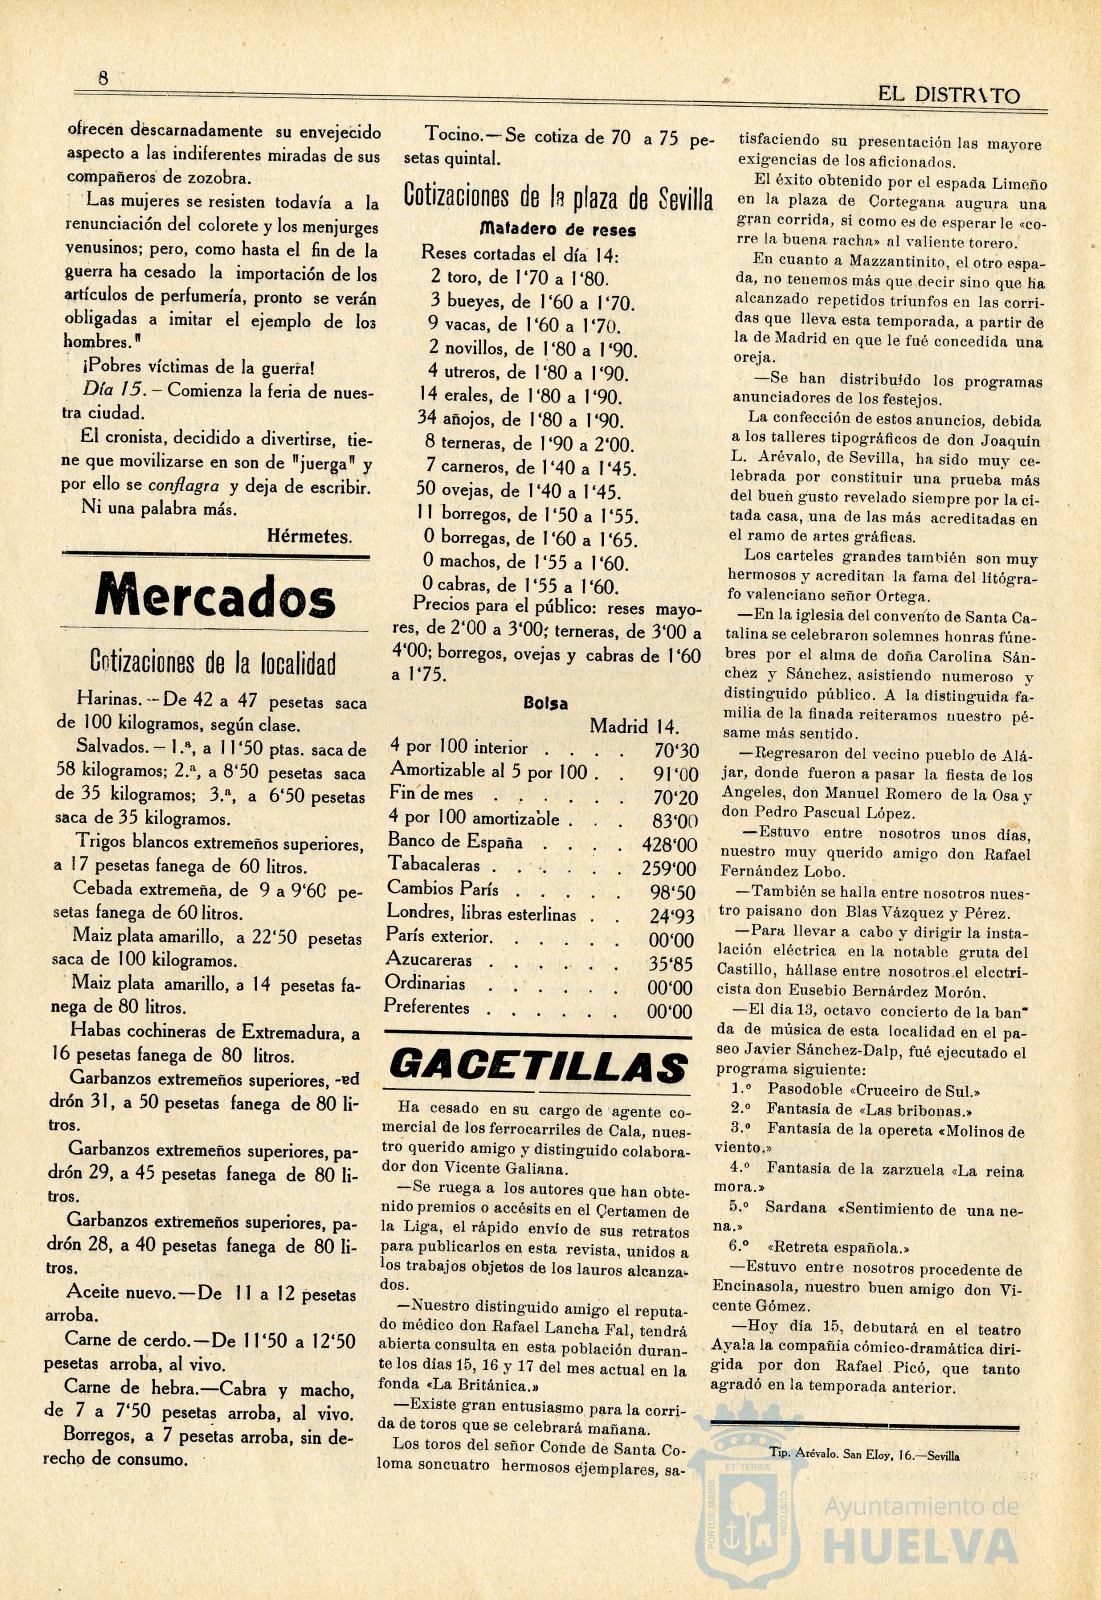 8
EL DISTRITO
ofrecen descarnadamente su envejecido
aspecto a las indiferentes miradas de sus
compañeros de zozobra.
Las mujeres se resisten todavía a la
renunciación del colorete y los menjurges
venusinos; pero, como hasta el fin de la
guerra ha cesado la importación de los
artículos de perfumería, pronto se verán
obligadas a imitar el ejemplo de los
hombres."
¡Pobres víctimas de la guerra!
Día 15. – Comienza la feria de nues-
tra ciudad.
El cronista, decidido a divertirse, tie-
ne que movilizarse en son de "juerga" y
por ello se conflagra y deja de escribir.
Ni una palabra más.
Hérmetes.
Mercados
Cotizaciones de la localidad
Harinas. — De 42 a 47 pesetas saca
de 100 kilogramos, según clase.
Salvados. — 1.ª, a 11'50 ptas. saca de
58 kilogramos; 2.ª, a 8'50 pesetas saca
de 35 kilogramos; 3.ª, a 6'50 pesetas
saca de 35 kilogramos.
Trigos blancos extremeños superiores,
a 17 pesetas fanega de 60 litros.
Cebada extremeña, de 9 a 9'60 pe-
setas fanega de 60 litros.
Maiz plata amarillo, a 22'50 pesetas
saca de 100 kilogramos.
Maiz plata amarillo, a 14 pesetas fa-
nega de 80 litros.
Habas cochineras de Extremadura, a
16 pesetas fanega de 80 litros.
Garbanzos extremeños superiores, -ed
drón 31, a 50 pesetas fanega de 80 li-
tros.
Garbanzos extremeños superiores, pa-
drón 29, a 45 pesetas fanega de 80 li-
tros.
Garbanzos extremeños superiores, pa-
drón 28, a 40 pesetas fanega de 80 li-
tros.
Aceite nuevo.—De 11 a 12 pesetas
arroba.
Carne de cerdo.—De 11'50 a 12'50
pesetas arroba, al vivo.
Carne de hebra.—Cabra y macho,
de 7 a 7'50 pesetas arroba, al vivo.
Borregos, a 7 pesetas arroba, sin de-
recho de consumo.
Tocino.—Se cotiza de 70 a 75 pe-
setas quintal.
Cotizaciones de la plaza de Sevilla
Matadero de reses
Reses cortadas el día 14:
2 toro, de 1'70 a 1'80.
3 bueyes, de 1'60 a 1'70.
9 vacas, de 1'60 a 1'70.
2 novillos, de 1'80 a 1'90.
4 utreros, de 1'80 a 1'90.
14 erales, de 1'80 a 1'90.
34 añojos, de 1'80 a 1'90.
8 terneras, de 1'90 a 2'00.
7 carneros, de 1'40 a 1'45.
50 ovejas, de 1'40 a 1'45.
11 borregos, de 1'50 a 1'55.
0 borregas, de 1'60 a 1'65.
0 machos, de 1'55 a 1'60.
0 cabras, de 1'55 a 1'60.
Precios para el público: reses mayo-
res, de 2'00 a 3'00; terneras, de 3'00 a
4'00; borregos, ovejas y cabras de 1'60
a 1'75.
Bolsa
Madrid 14.
4 por 100 interior . . . . 70'30
Amortizable al 5 por 100 . . 91'00
Fin de mes . . . . . . 70'20
4 por 100 amortizable . . . 83'00
Banco de España . . . . 428'00
Tabacaleras . . . . . . 259'00
Cambios París . . . . . 98'50
Londres, libras esterlinas . . 24'93
París exterior. . . . . . 00'00
Azucareras . . . . . . 35'85
Ordinarias . . . . . . 00'00
Preferentes . . . . . . 00'00
GACETILLAS
Ha cesado en su cargo de agente co-
mercial de los ferrocarriles de Cala, nues-
tro querido amigo y distinguido colabora-
dor don Vicente Galiana.
—Se ruega a los autores que han obte-
nido premios o accésits en el Certamen de
la Liga, el rápido envío de sus retratos
para publicarlos en esta revista, unidos a
los trabajos objetos de los lauros alcanza-
dos.
—Nuestro distinguido amigo el reputa-
do médico don Rafael Lancha Fal, tendrá
abierta consulta en esta población duran-
te los días 15, 16 y 17 del mes actual en la
fonda «La Británica.»
—Existe gran entusiasmo para la corri-
da de toros que se celebrará mañana.
Los toros del señor Conde de Santa Co-
loma soncuatro hermosos ejemplares, sa-
tisfaciendo su presentación las mayore
exigencias de los aficionados.
El éxito obtenido por el espada Limeño
en la plaza de Cortegana augura una
gran corrida, si como es de esperar le «co-
rre la buena racha» al valiente torero.
En cuanto a Mazzantinito, el otro espa-
da, no tenemos más que decir sino que ha
alcanzado repetidos triunfos en las corri-
das que lleva esta temporada, a partir de
la de Madrid en que le fué concedida una
oreja.
—Se han distribuído los programas
anunciadores de los festejos.
La confección de estos anuncios, debida
a los talleres tipográficos de don Joaquín
L. Arévalo, de Sevilla, ha sido muy ce-
lebrada por constituir una prueba más
del buen gusto revelado siempre por la ci-
tada casa, una de las más acreditadas en
el ramo de artes gráficas.
Los carteles grandes también son muy
hermosos y acreditan la fama del litógra-
fo valenciano señor Ortega.
—En la iglesia del convento de Santa Ca-
talina se celebraron solemnes honras fúne-
bres por el alma de doña Carolina Sán-
chez y Sánchez, asistiendo numeroso y
distinguido público. A la distinguida fa-
milia de la finada reiteramos nuestro pé-
same más sentido.
—Regresaron del vecino pueblo de Alá-
jar, donde fueron a pasar la fiesta de los
Angeles, don Manuel Romero de la Osa y
don Pedro Pascual López.
—Estuvo entre nosotros unos días,
nuestro muy querido amigo don Rafael
Fernández Lobo.
—También se halla entre nosotros nues-
tro paisano don Blas Vázquez y Pérez.
—Para llevar a cabo y dirigir la insta-
lación eléctrica en la notable gruta del
Castillo, hállase entre nosotros el electri-
cista don Eusebio Bernárdez Morón.
—El día 13, octavo concierto de la ban-
da de música de esta localidad en el pa-
seo Javier Sánchez-Dalp, fué ejecutado el
programa siguiente:
1.º Pasodoble «Cruceiro de Sul.»
2.º Fantasía de «Las bribonas.»
3.º Fantasía de la opereta «Molinos de
viento.»
4.º Fantasía de la zarzuela «La reina
mora.»
5.º Sardana «Sentimiento de una ne-
na.»
6.º «Retreta española.»
—Estuvo entre nosotros procedente de
Encinasola, nuestro buen amigo don Vi-
cente Gómez.
—Hoy día 15, debutará en el teatro
Ayala la compañía cómico-dramática diri-
gida por don Rafael Picó, que tanto
agradó en la temporada anterior.
Tip. Arévalo. San Eloy, 16.—Sevilla
PORTUS MARIS ET TERRÆ CUSTODIA
Ayuntamiento de
HUELVA